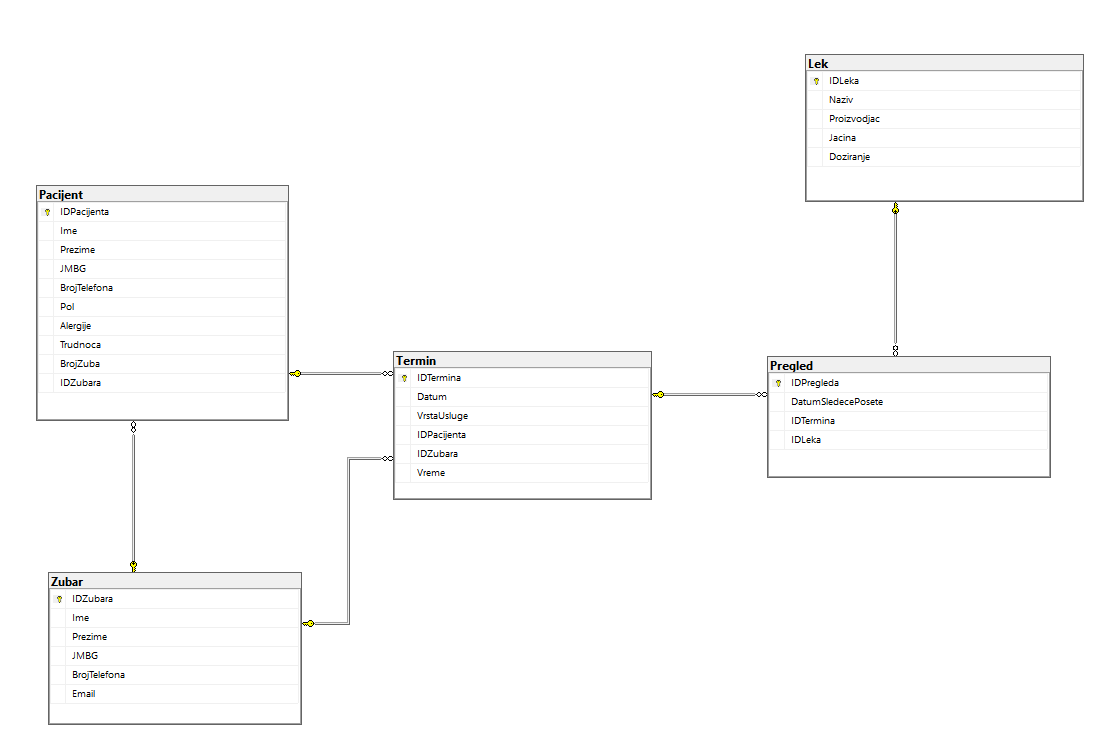 Lek
IDLeka
Naziv
Proizvodjac
Jacina
Doziranje
Pacijent
IDPacijenta
Ime
Prezime
JMBG
BrojTelefona
Pol
Alergije
Trudnoca
BrojZuba
IDZubara
Termin
IDTermina
Datum
VrstaUsluge
IDPacijenta
IDZubara
Vreme
Pregled
IDPregleda
DatumSledecePosete
IDTermina
IDLeka
Zubar
IDZubara
Ime
Prezime
JMBG
BrojTelefona
Email